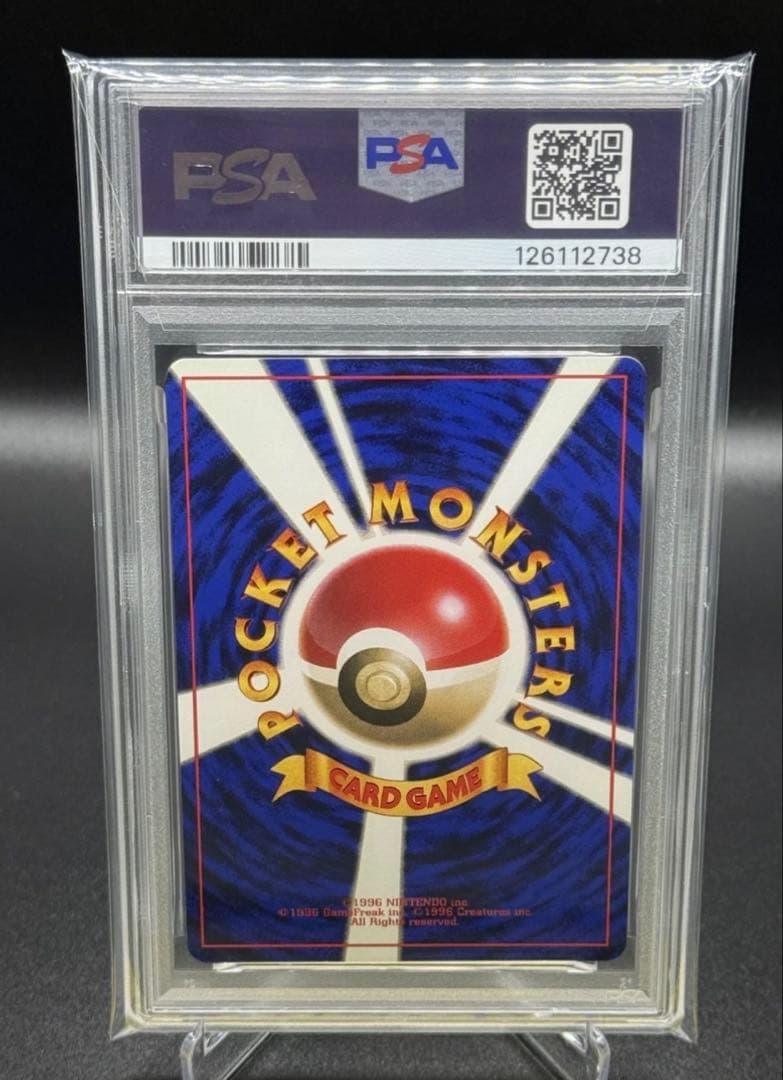 PSA
PSA
126112738
POCKET MONSTERS
CARD GAME
©1996 NINTENDO inc.
©1996 GameFreak inc. ©1996 Creatures inc.
All Rights reserved.